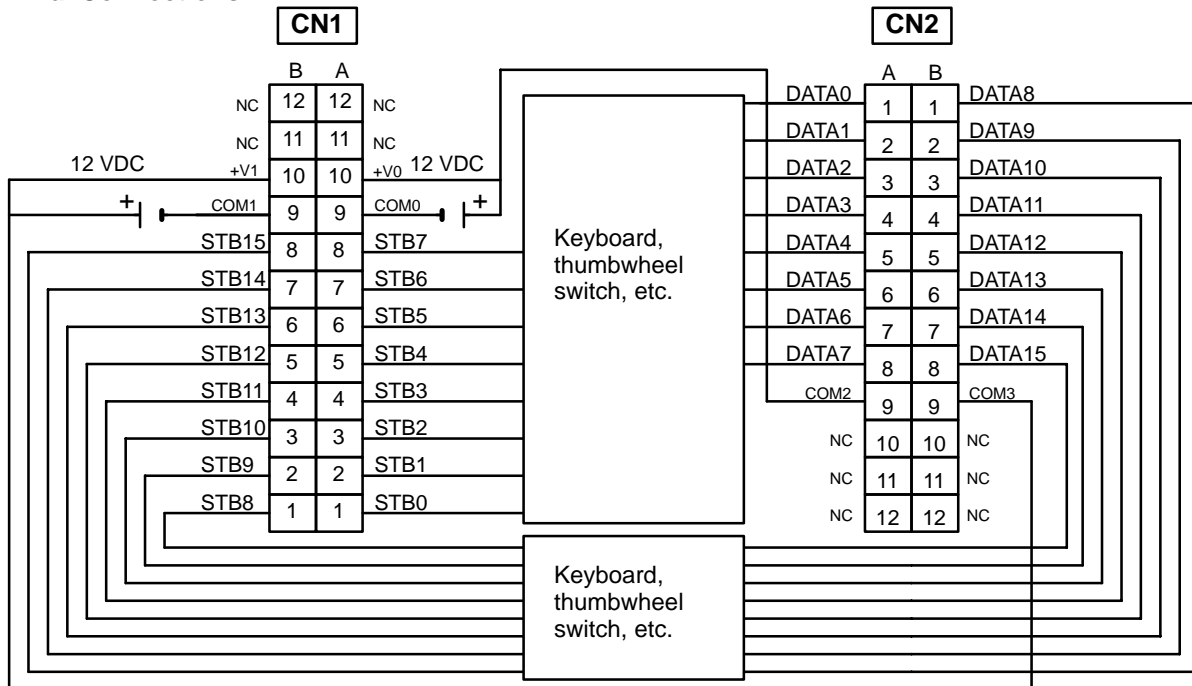 CN1
CN2
B A
A B
NC 12 12 NC
NC 11 11 NC
12 VDC +V1 10 10 +V0 12 VDC
+ COM1 9 9 COM0 +
STB15 8 8 STB7
STB14 7 7 STB6
STB13 6 6 STB5
STB12 5 5 STB4
STB11 4 4 STB3
STB10 3 3 STB2
STB9 2 2 STB1
STB8 1 1 STB0
Keyboard,
thumbwheel
switch, etc.
Keyboard,
thumbwheel
switch, etc.
DATA0 1 1 DATA8
DATA1 2 2 DATA9
DATA2 3 3 DATA10
DATA3 4 4 DATA11
DATA4 5 5 DATA12
DATA5 6 6 DATA13
DATA6 7 7 DATA14
DATA7 8 8 DATA15
COM2 9 9 COM3
NC 10 10 NC
NC 11 11 NC
NC 12 12 NC